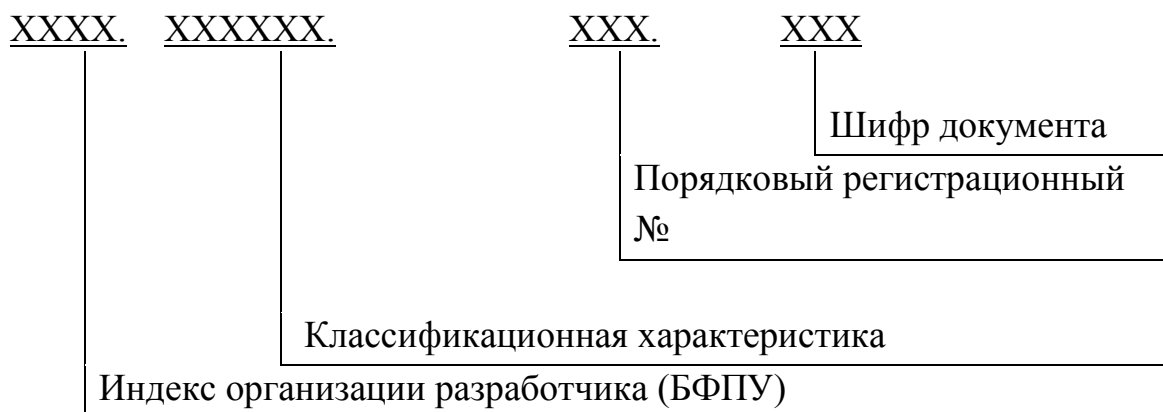 XXXX. XXXXXX. XXX. XXX
Шифр документа
Порядковый регистрационный
№
Классификационная характеристика
Индекс организации разработчика (БФПУ)